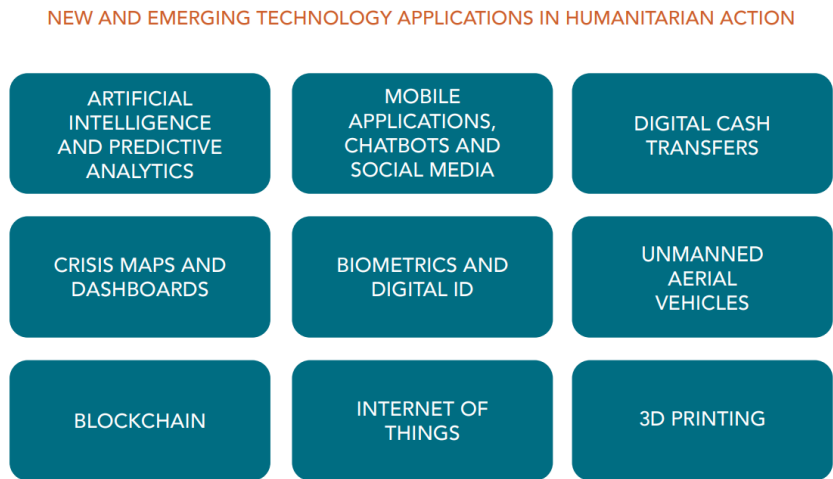 NEW AND EMERGING TECHNOLOGY APPLICATIONS IN HUMANITARIAN ACTION
ARTIFICIAL
INTELLIGENCE
AND PREDICTIVE
ANALYTICS
MOBILE
APPLICATIONS,
CHATBOTS AND
SOCIAL MEDIA
DIGITAL CASH
TRANSFERS
CRISIS MAPS AND
DASHBOARDS
BIOMETRICS AND
DIGITAL ID
UNMANNED
AERIAL
VEHICLES
BLOCKCHAIN
INTERNET OF
THINGS
3D PRINTING